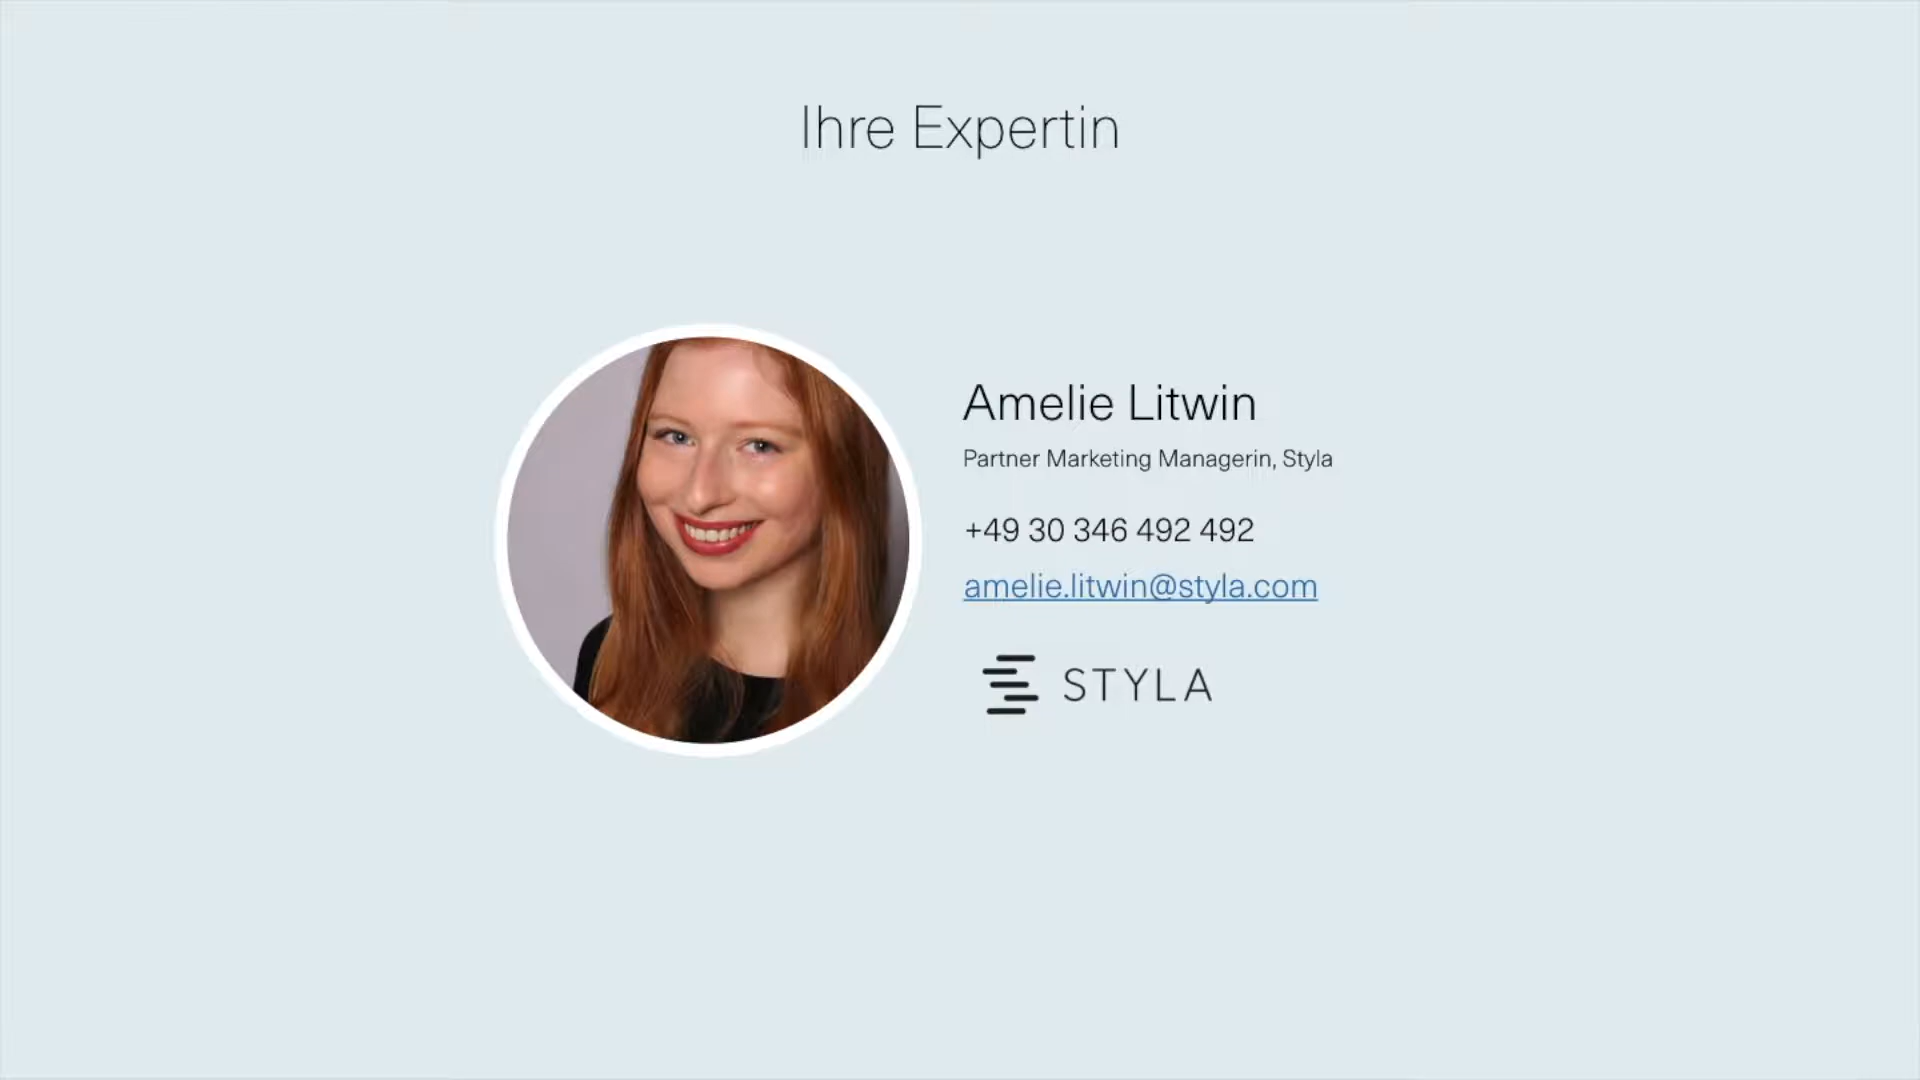 Ihre Expertin
Amelie Litwin
Partner Marketing Managerin, Styla
+49 30 346 492 492
amelie.litwin@styla.com
STYLA